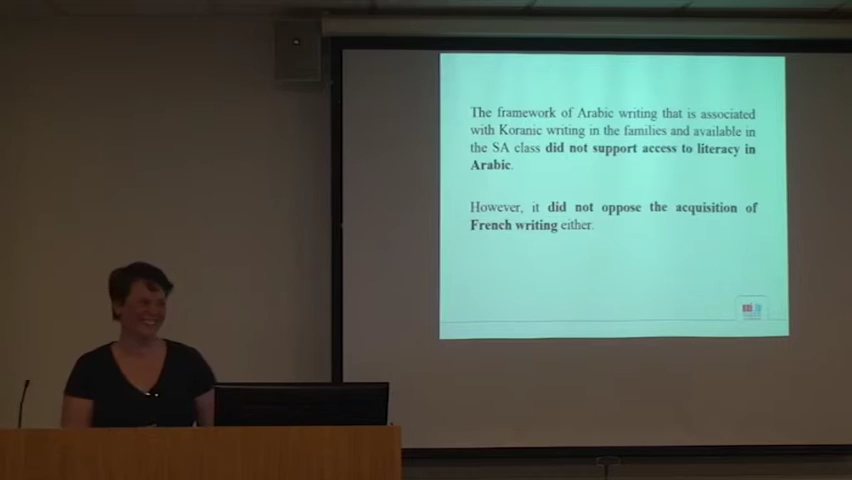 The framework of Arabic writing that is associated
with Koranic writing in the families and available in
the SA class did not support access to literacy in
Arabic.
However, it did not oppose the acquisition of
French writing either.